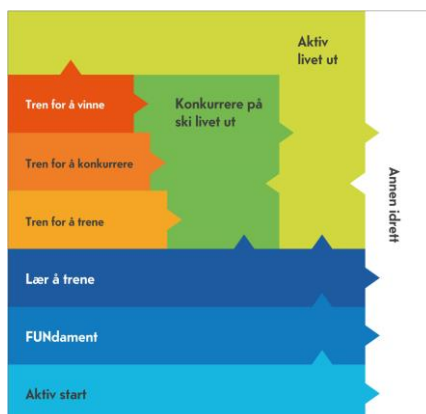 Aktiv
livet ut
Tren for å vinne
Konkurrere på
ski livet ut
Tren for å konkurrere
Tren for å trene
Annen idrett
Lær å trene
FUNdament
Aktiv start